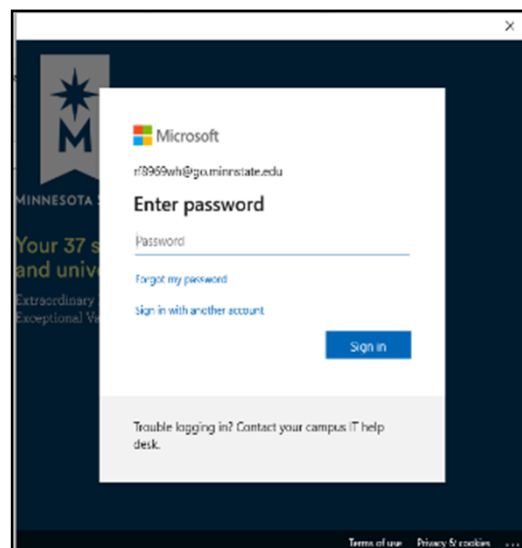 M
MINNESOTA
Your 37
and
Extraordinary
Exceptional
Microsoft
rf8969wh@go.minnstate.edu
Enter password
Password
Forgot my password
Sign in with another account
Sign in
Trouble logging in? Contact your campus IT help
desk.
Terms of use Privacy & cookies ...